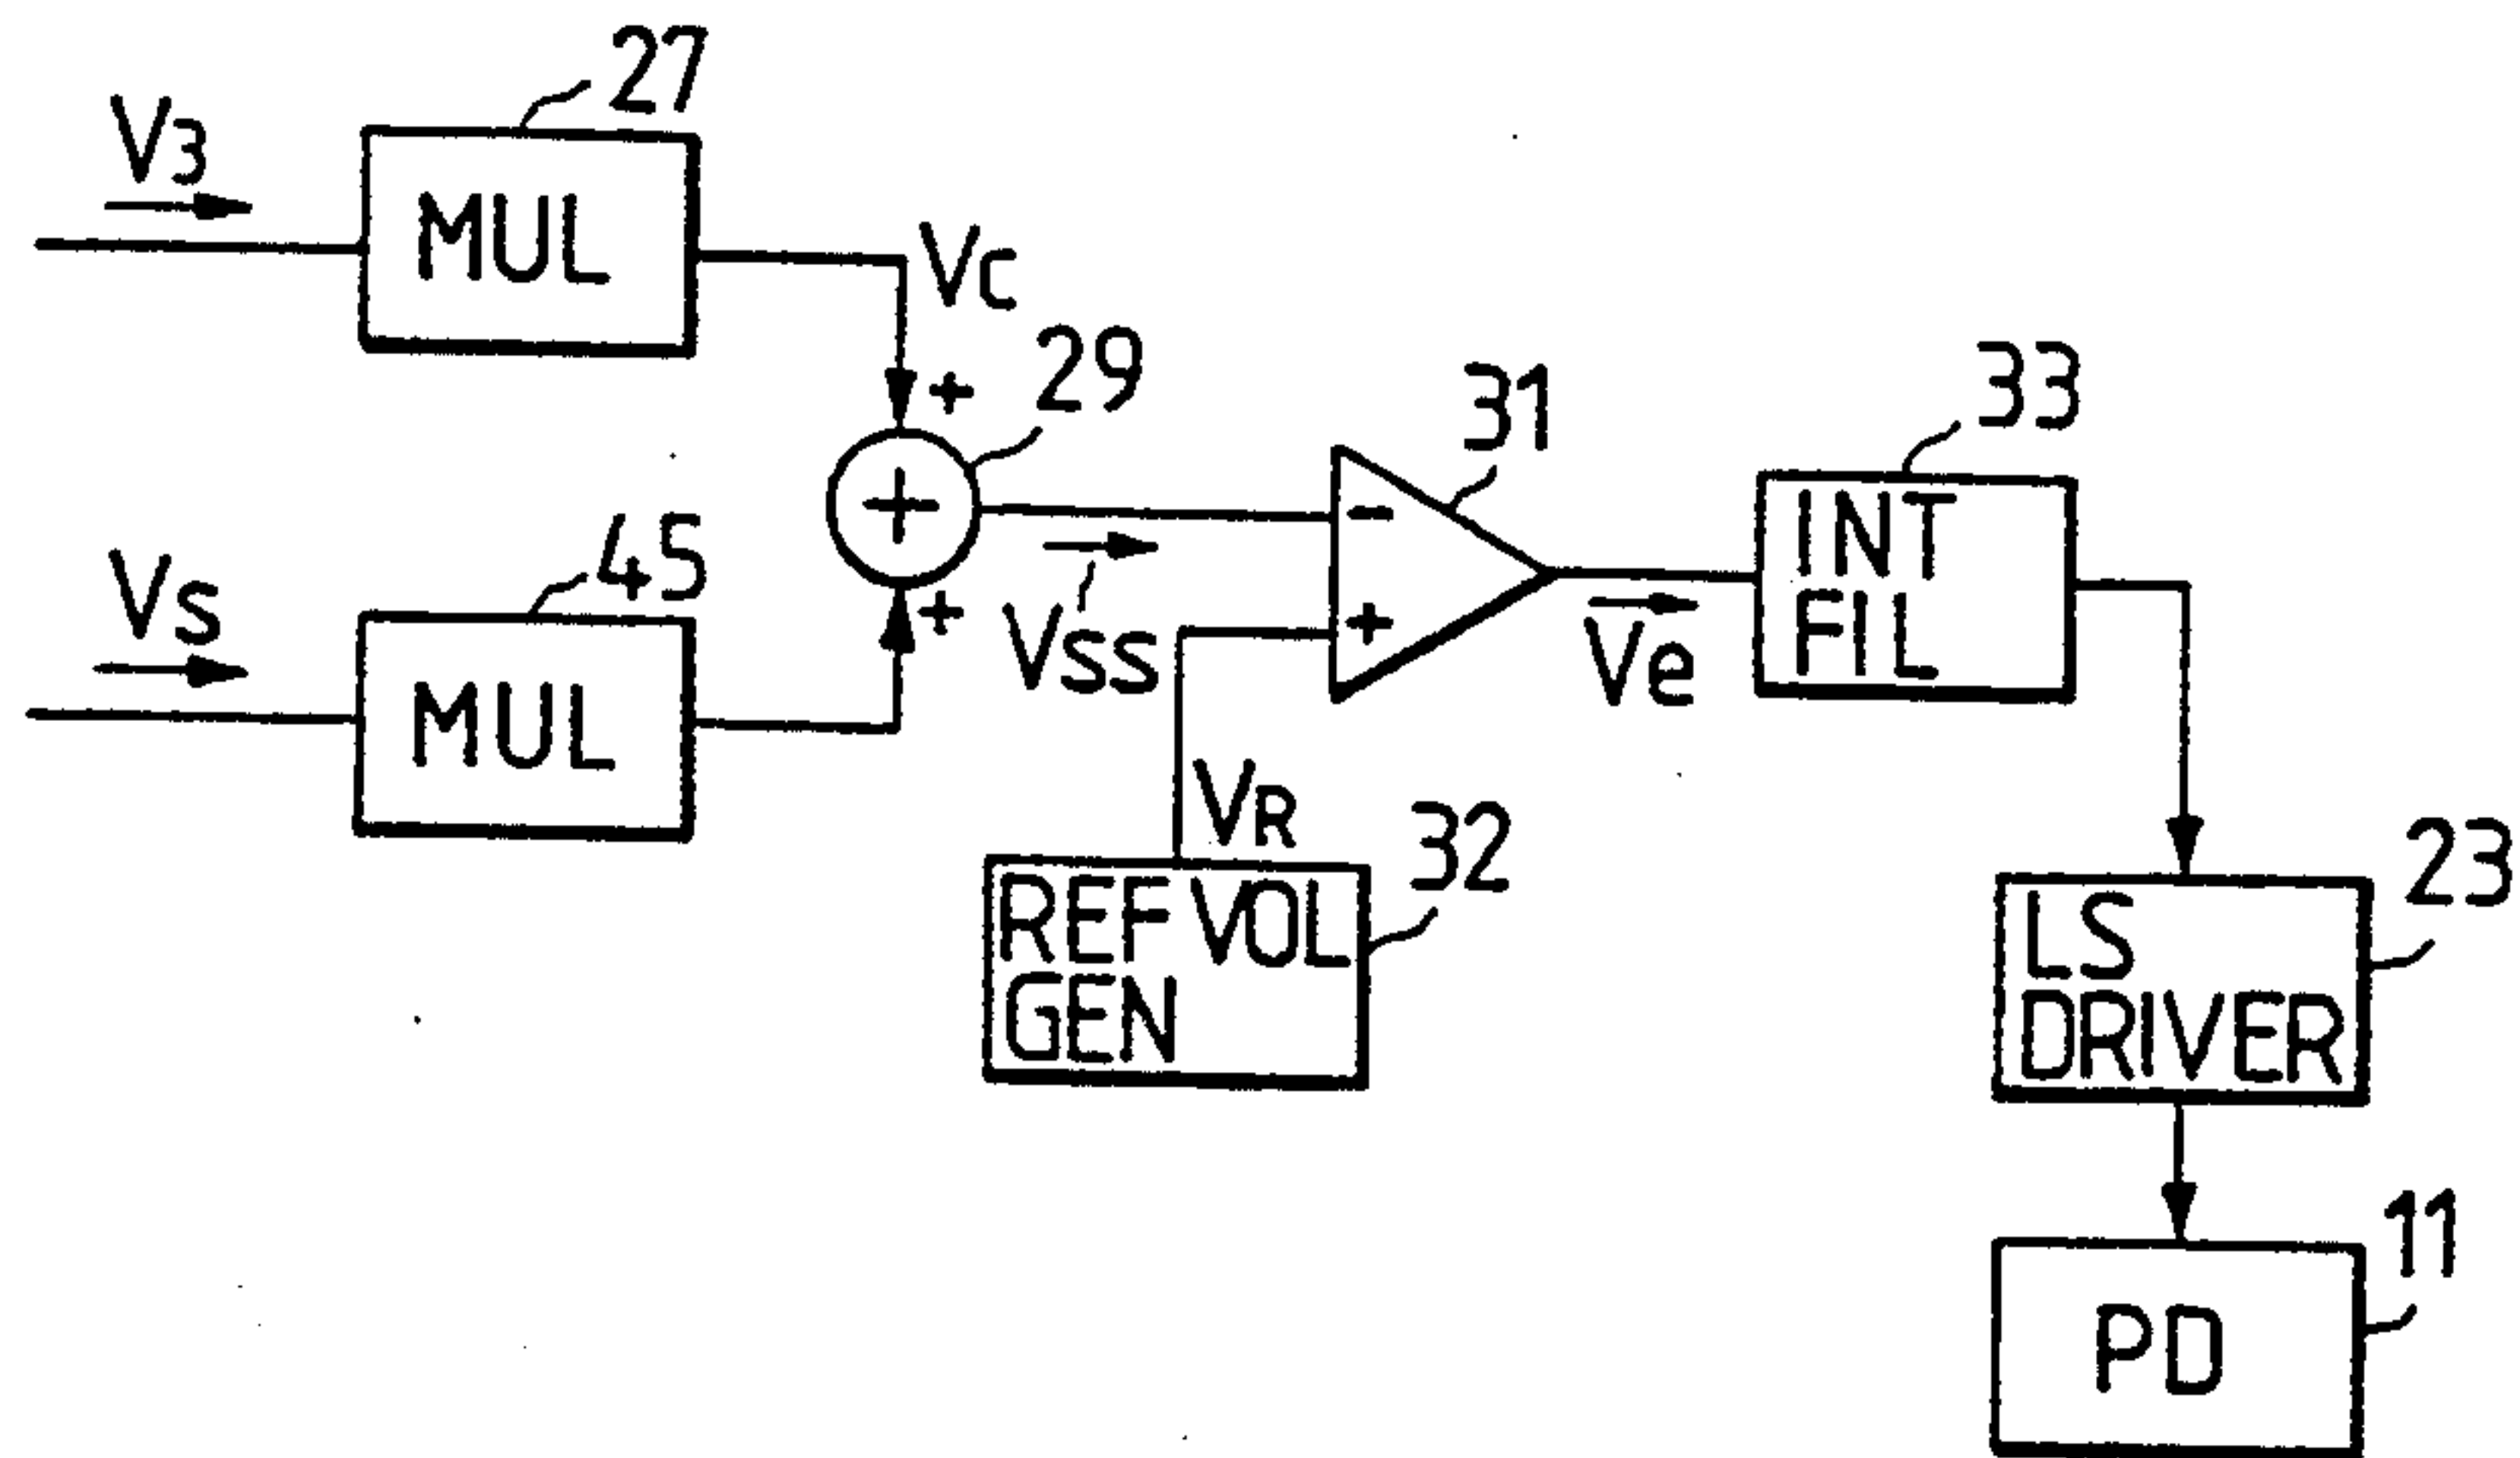 27
V3
MUL
VC
29
+
31
33
45
VS
MUL
+
+
VSS
-
+
Ve
INT
FIL
VR
32
REF VOL
GEN
23
LS
DRIVER
11
PD